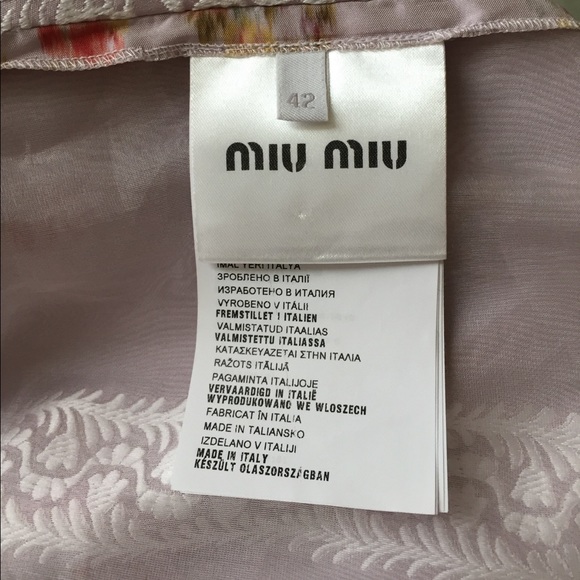 42
miu miu
IMAL YERI ITALYA
ЗРОБЛЕНО В ІТАЛІЇ
ИЗРАБОТЕНО В ИТАЛИЯ
VYROBENO V ITÁLII
FREMSTILLET I ITALIEN
VALMISTATUD ITAALIAS
VALMISTETTU ITALIASSA
ΚΑΤΑΣΚΕΥΑΖΕΤΑΙ ΣΤΗΝ ΙΤΑΛΙΑ
RAŽOTS ITĀLIJĀ
PAGAMINTA ITALIJOJE
VERVAARDIGD IN ITALIË
WYPRODUKOWANO WE WLOSZECH
FABRICAT ÎN ITALIA
MADE IN TALIANSKO
IZDELANO V ITALIJI
MADE IN ITALY
KÉSZÜLT OLASZORSZÁGBAN